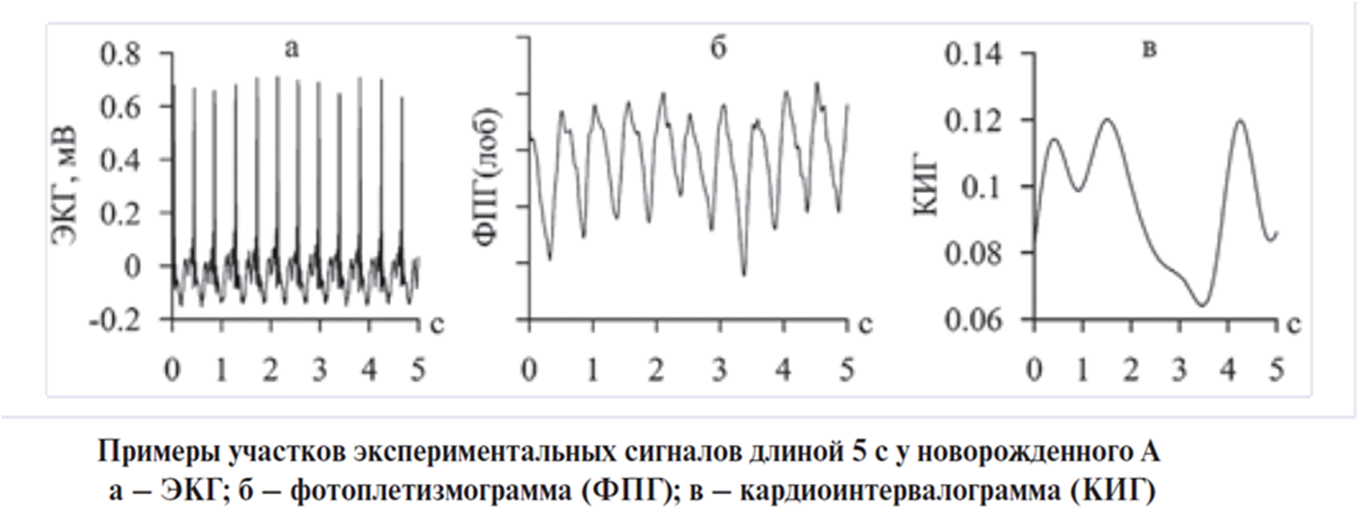 а
б
в
ЭКГ, мВ
0.8
0.6
0.4
0.2
0
-0.2
с
0 1 2 3 4 5
ФПГ(лоб)
с
0 1 2 3 4 5
КИГ
0.14
0.12
0.1
0.08
0.06
с
0 1 2 3 4 5
Примеры участков экспериментальных сигналов длиной 5 с у новорожденного А
а – ЭКГ; б – фотоплетизмограмма (ФПГ); в – кардиоинтервалограмма (КИГ)